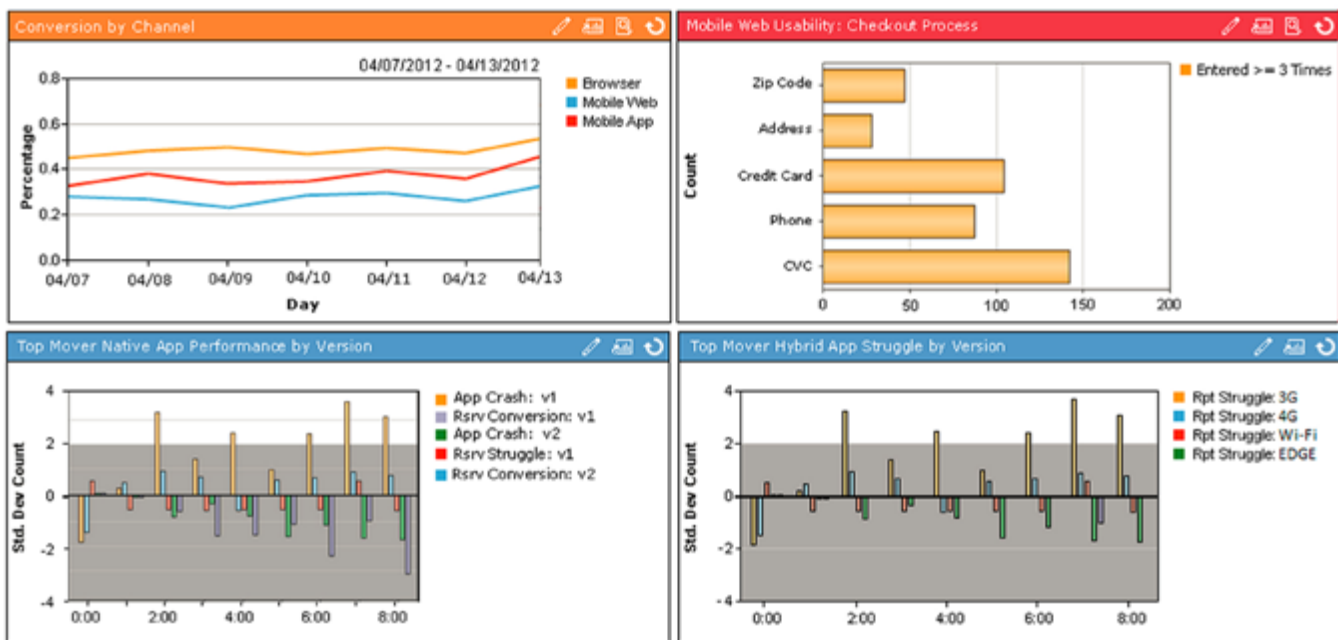 Conversion by Channel
04/07/2012 - 04/13/2012
0.8
0.6
0.4
0.2
0.0
Percentage
04/07
04/08
04/09
04/10
04/11
04/12
04/13
Day
Browser
Mobile Web
Mobile App
Mobile Web Usability: Checkout Process
Entered >= 3 Times
Count
Zip Code
Address
Credit Card
Phone
CVC
0
50
100
150
200
Top Mover Native App Performance by Version
Std. Dev Count
4
2
0
-2
-4
0:00
2:00
4:00
6:00
8:00
App Crash: v1
Rsrv Conversion: v1
App Crash: v2
Rsrv Struggle: v1
Rsrv Conversion: v2
Top Mover Hybrid App Struggle by Version
Std. Dev Count
4
2
0
-2
-4
0:00
2:00
4:00
6:00
8:00
Rpt Struggle: 3G
Rpt Struggle: 4G
Rpt Struggle: Wi-Fi
Rpt Struggle: EDGE